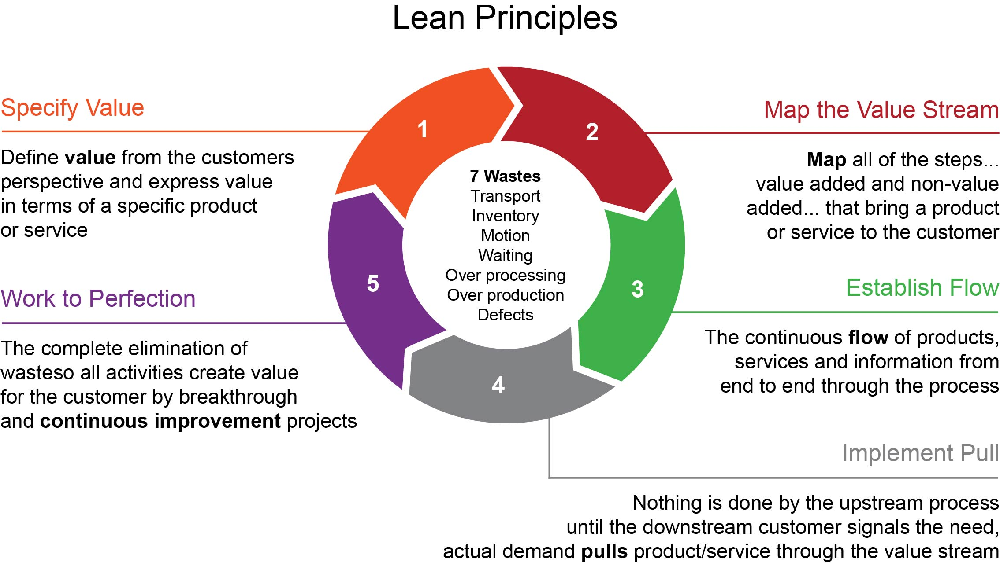 Lean Principles
Specify Value
Define value from the customers
perspective and express value
in terms of a specific product
or service
1
2
Map the Value Stream
Map all of the steps...
value added and non-value
added... that bring a product
or service to the customer
7 Wastes
Transport
Inventory
Motion
Waiting
Over processing
Over production
Defects
3
Establish Flow
The continuous flow of products,
services and information from
end to end through the process
4
Implement Pull
Nothing is done by the upstream process
until the downstream customer signals the need,
actual demand pulls product/service through the value stream
5
Work to Perfection
The complete elimination of
wasteso all activities create value
for the customer by breakthrough
and continuous improvement projects